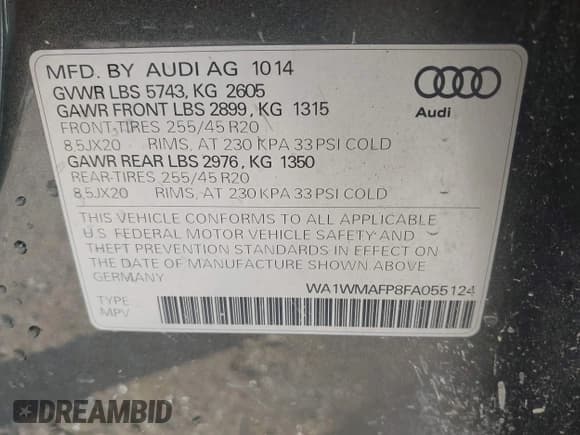 MFD. BY AUDI AG 10 14
GVWR LBS 5743, KG 2605
GAWR FRONT LBS 2899, KG 1315
FRONT-TIRES 255/45 R20
8,5JX20 RIMS, AT 230 KPA 33 PSI COLD
GAWR REAR LBS 2976, KG 1350
REAR-TIRES 255/45 R20
8,5JX20 RIMS, AT 230 KPA 33 PSI COLD
Audi
THIS VEHICLE CONFORMS TO ALL APPLICABLE
U.S. FEDERAL MOTOR VEHICLE SAFETY AND
THEFT PREVENTION STANDARDS IN EFFECT ON
THE DATE OF MANUFACTURE SHOWN ABOVE.
GERMANY
WA1WMAFP8FA055124
TYPE
MPV
DREAMBID